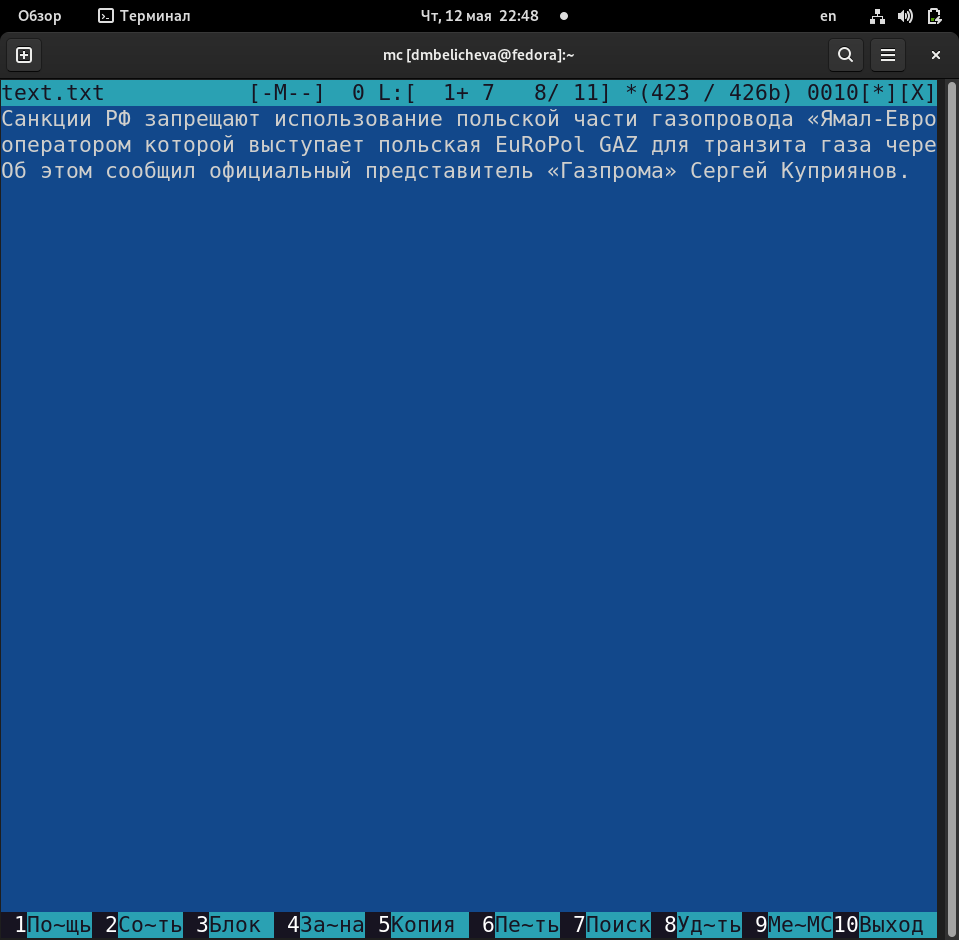 Обзор Терминал Чт, 12 мая 22:48 en
mc [dmbelicheva@fedora]:~
text.txt [-M--] 0 L:[ 1+ 7 8/ 11] *(423 / 426b) 0010[*][X]
Санкции РФ запрещают использование польской части газопровода «Ямал-Евро
оператором которой выступает польская EuRoPol GAZ для транзита газа чере
Об этом сообщил официальный представитель «Газпрома» Сергей Куприянов.
1По~щь 2Со~ть 3Блок 4За~на 5Копия 6Пе~ть 7Поиск 8Уд~ть 9Ме~МС10Выход